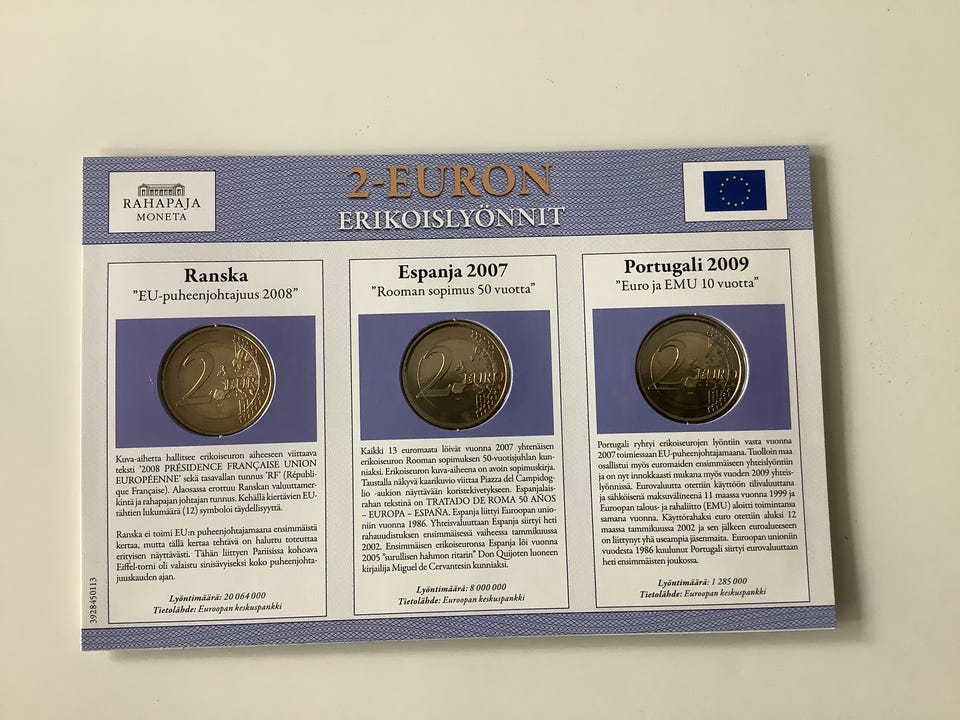 RAHAPAJA
MONETA
2-EURON
ERIKOISLYÖNNIT
Ranska
"EU-puheenjohtajuus 2008"
2 EURO
Kuva-aihetta hallitsee erikoiseuron aiheeseen viittaava
teksti '2008 PRÉSIDENCE FRANÇAISE UNION
EUROPÉENNE' sekä tasavallan tunnus 'RF' (Républi-
que Française). Alaosassa erottuu Ranskan valuuttamer-
kintä ja rahapajan johtajan tunnus. Kehällä kiertävien EU-
tähtien lukumäärä (12) symboloi täydellisyyttä.
Ranska ei toimi EU:n puheenjohtajamaana ensimmäistä
kertaa, mutta tällä kertaa tehtävä on haluttu toteuttaa
erityisen näyttävästi. Tähän liittyen Pariisissa kohoava
Eiffel-torni oli valaistu sinisävyiseksi koko puheenjohta-
juuskauden ajan.
Lyöntimäärä: 20 064 000
Tietolähde: Euroopan keskuspankki
Espanja 2007
"Rooman sopimus 50 vuotta"
2 EURO
Kaikki 13 euromaata löivät vuonna 2007 yhtenäisen
erikoiseuron Rooman sopimuksen 50-vuotisjuhlan kun-
niaksi. Erikoiseuron kuva-aiheena on avoin sopimuskirja.
Taustalla näkyvä kaarikuvio viittaa Piazza del Campidog-
lio -aukion näyttävään koristekivetykseen. Espanjalais-
rahan tekstinä on TRATADO DE ROMA 50 AÑOS
– EUROPA – ESPAÑA. Espanja liittyi Euroopan unio-
niin vuonna 1986. Yhteisvaluuttaan Espanja siirtyi heti
rahauudistuksen ensimmäisessä vaiheessa tammikuussa
2002. Ensimmäisen erikoiseuronsa Espanja löi vuonna
2005 "surullisen hahmon ritarin" Don Quijoten luoneen
kirjailija Miguel de Cervantesin kunniaksi.
Lyöntimäärä: 8 000 000
Tietolähde: Euroopan keskuspankki
Portugali 2009
"Euro ja EMU 10 vuotta"
2 EURO
Portugali ryhtyi erikoiseurojen lyöntiin vasta vuonna
2007 toimiessaan EU-puheenjohtajamaana. Tuolloin maa
osallistui myös euromaiden ensimmäiseen yhteislyöntiin
ja on nyt innokkaasti mukana myös vuoden 2009 yhteis-
lyönnissä. Eurovaluutta otettiin käyttöön tilivaluuttana
ja sähköisenä maksuvälineenä 11 maassa vuonna 1999 ja
Euroopan talous- ja rahaliitto (EMU) aloitti toimintansa
samana vuonna. Käyttörahaksi euro otettiin aluksi 12
maassa tammikuussa 2002 ja sen jälkeen euroalueeseen
on liittynyt yhä useampia jäsenmaita. Euroopan unioniin
vuodesta 1986 kuulunut Portugali siirtyi eurovaluuttaan
heti ensimmäisten joukossa.
Lyöntimäärä: 1 285 000
Tietolähde: Euroopan keskuspankki
3928450113